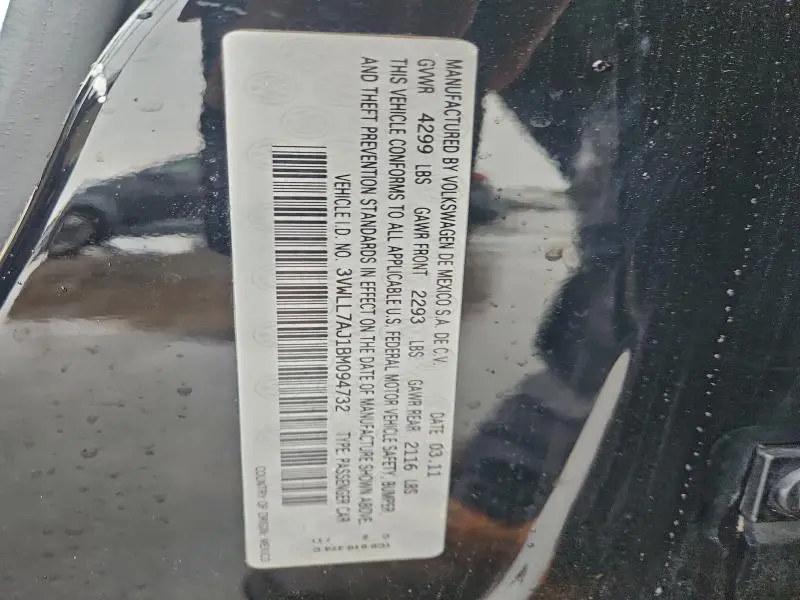 MANUFACTURED BY VOLKSWAGEN DE MEXICO S.A. DE C.V. DATE 03.11
GVWR 4299 LBS GAWR FRONT 2293 LBS GAWR REAR 2116 LBS
THIS VEHICLE CONFORMS TO ALL APPLICABLE U.S. FEDERAL MOTOR VEHICLE SAFETY, BUMPER,
AND THEFT PREVENTION STANDARDS IN EFFECT ON THE DATE OF MANUFACTURE SHOWN ABOVE.
VEHICLE I.D. NO. 3VWLL7AJ1BM094732 TYPE: PASSENGER CAR
COUNTRY OF ORIGIN: MEXICO